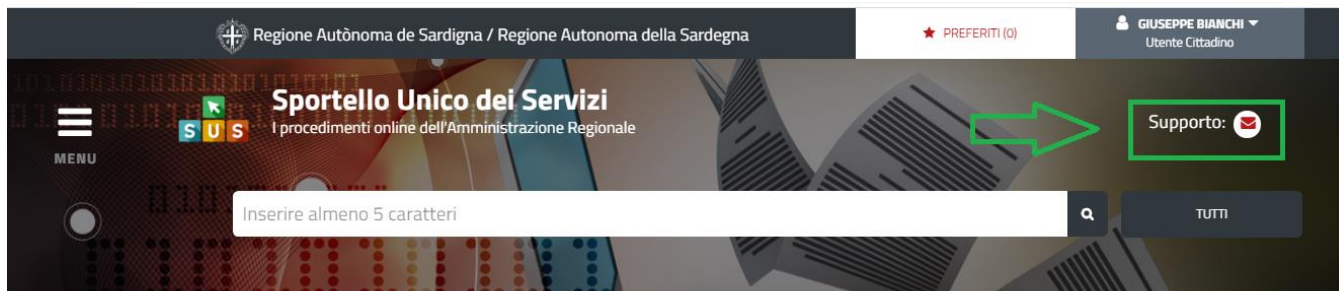 Regione Autònoma de Sardigna / Regione Autonoma della Sardegna
PREFERITI (0)
GIUSEPPE BIANCHI
Utente Cittadino
MENU
SUS
Sportello Unico dei Servizi
I procedimenti online dell'Amministrazione Regionale
Supporto:
Inserire almeno 5 caratteri
TUTTI